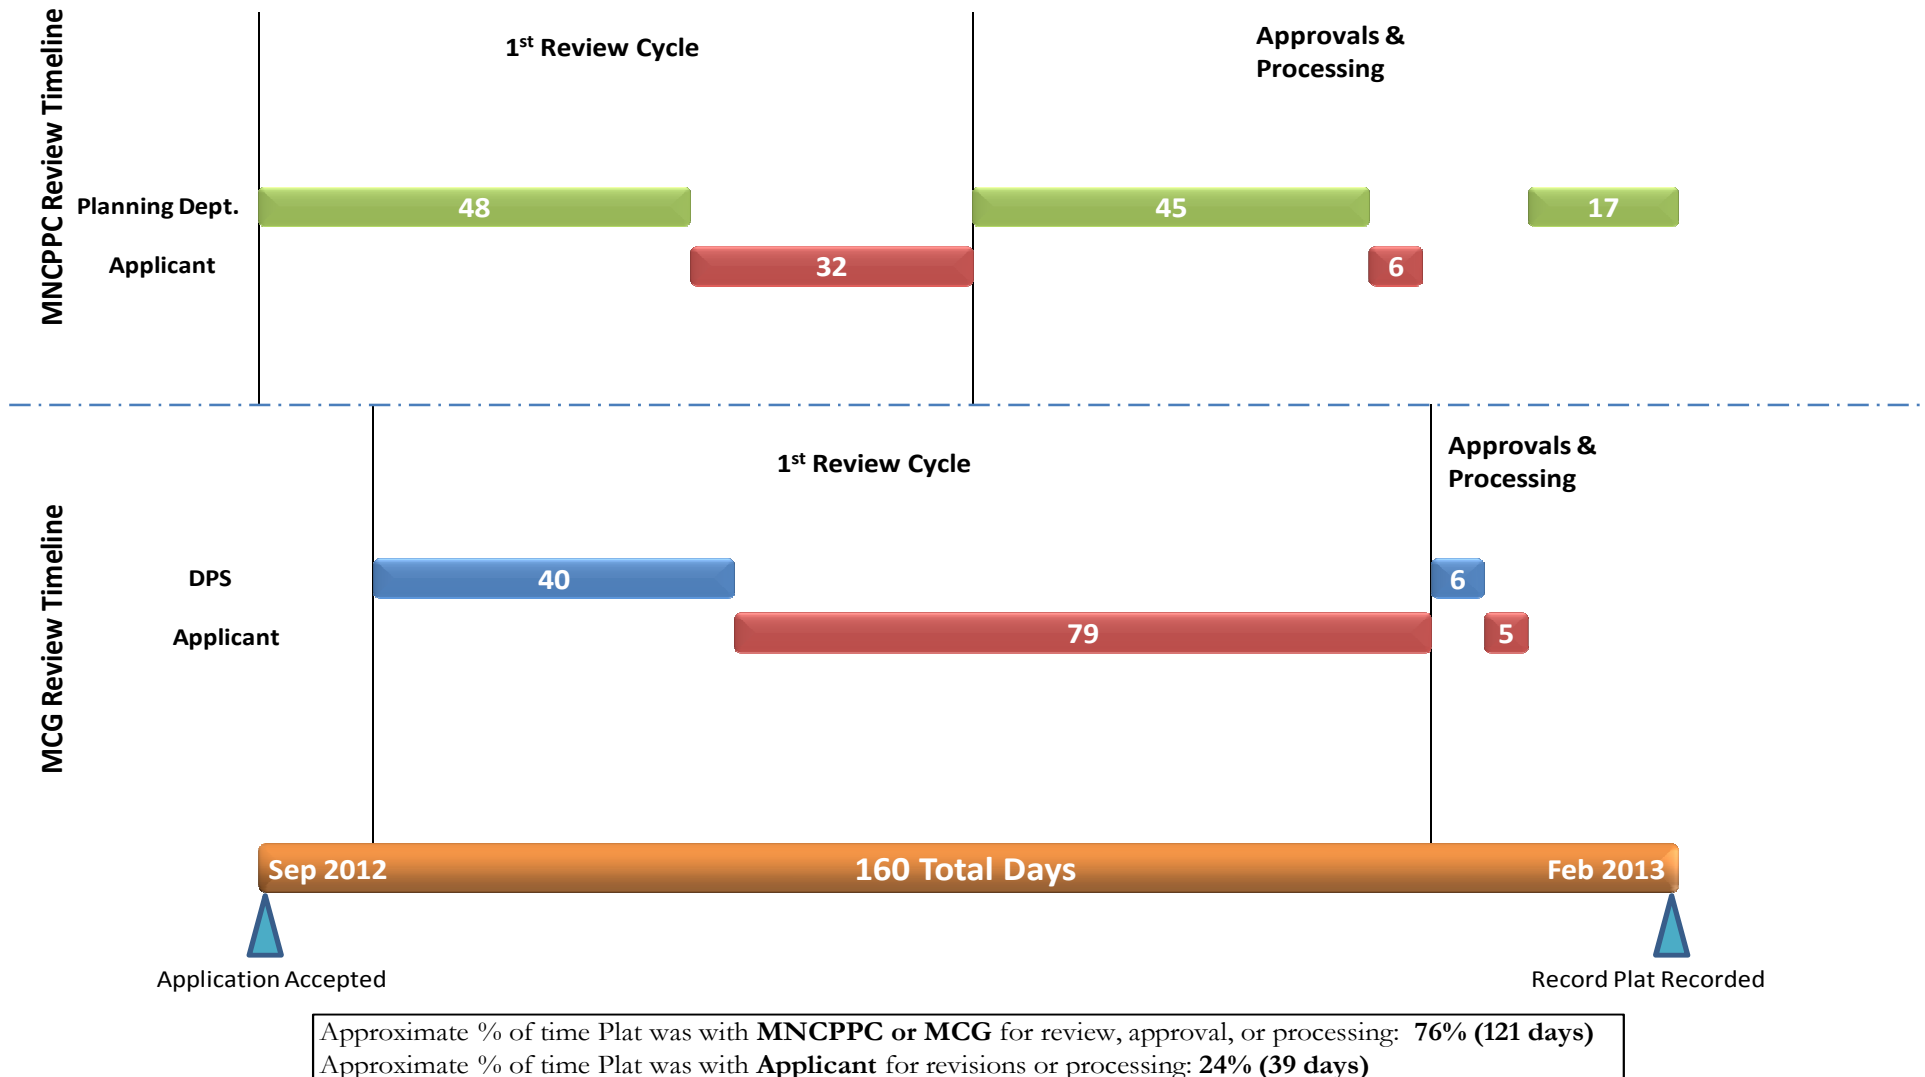 MNCPPC Review Timeline
1st Review Cycle
Approvals &
Processing
Planning Dept.
48
45
17
Applicant
32
6
MCG Review Timeline
1st Review Cycle
Approvals &
Processing
DPS
40
6
Applicant
79
5
Sep 2012
160 Total Days
Feb 2013
Application Accepted
Record Plat Recorded
Approximate % of time Plat was with MNCPPC or MCG for review, approval, or processing: 76% (121 days)
Approximate % of time Plat was with Applicant for revisions or processing: 24% (39 days)